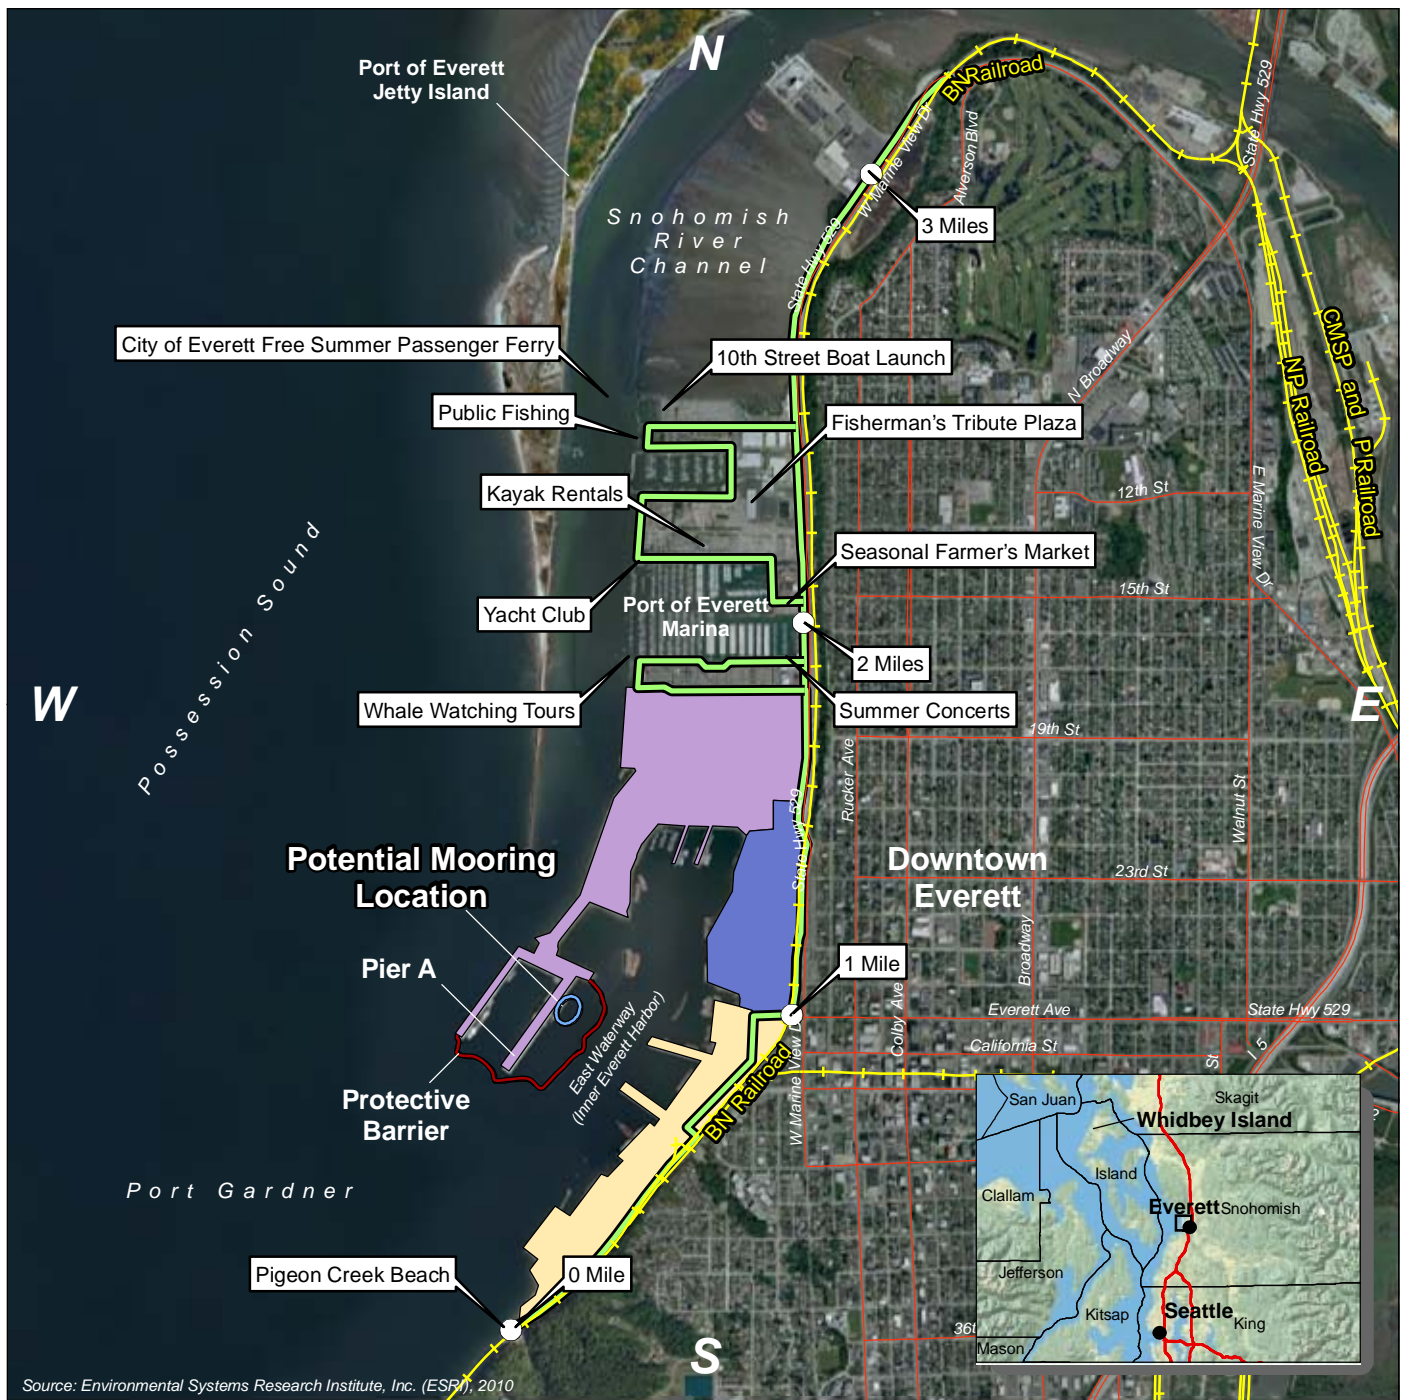 N
Port of Everett
Jetty Island
BN Railroad
State Hwy 529
W Marine View Dr
Alverson Blvd
Snohomish
River
Channel
3 Miles
State Hwy 529
City of Everett Free Summer Passenger Ferry
10th Street Boat Launch
N Broadway
CMSP and P Railroad
NP Railroad
Public Fishing
Fisherman's Tribute Plaza
Kayak Rentals
12th St
E Marine View Dr
Seasonal Farmer's Market
15th St
Possession Sound
Yacht Club
Port of Everett
Marina
2 Miles
W
E
Whale Watching Tours
Summer Concerts
19th St
Rucker Ave
State Hwy 529
Walnut St
Potential Mooring
Location
Downtown
Everett
23rd St
Broadway
Pier A
1 Mile
East Waterway
(Inner Everett Harbor)
Colby Ave
Everett Ave
State Hwy 529
California St
St
I 5
W Marine View D
BN Railroad
Protective
Barrier
San Juan
Skagit
Whidbey Island
Island
Clallam
Everett
Snohomish
Jefferson
Kitsap
Seattle
King
Mason
Port Gardner
Pigeon Creek Beach
0 Mile
36t
S
Source: Environmental Systems Research Institute, Inc. (ESRI), 2010